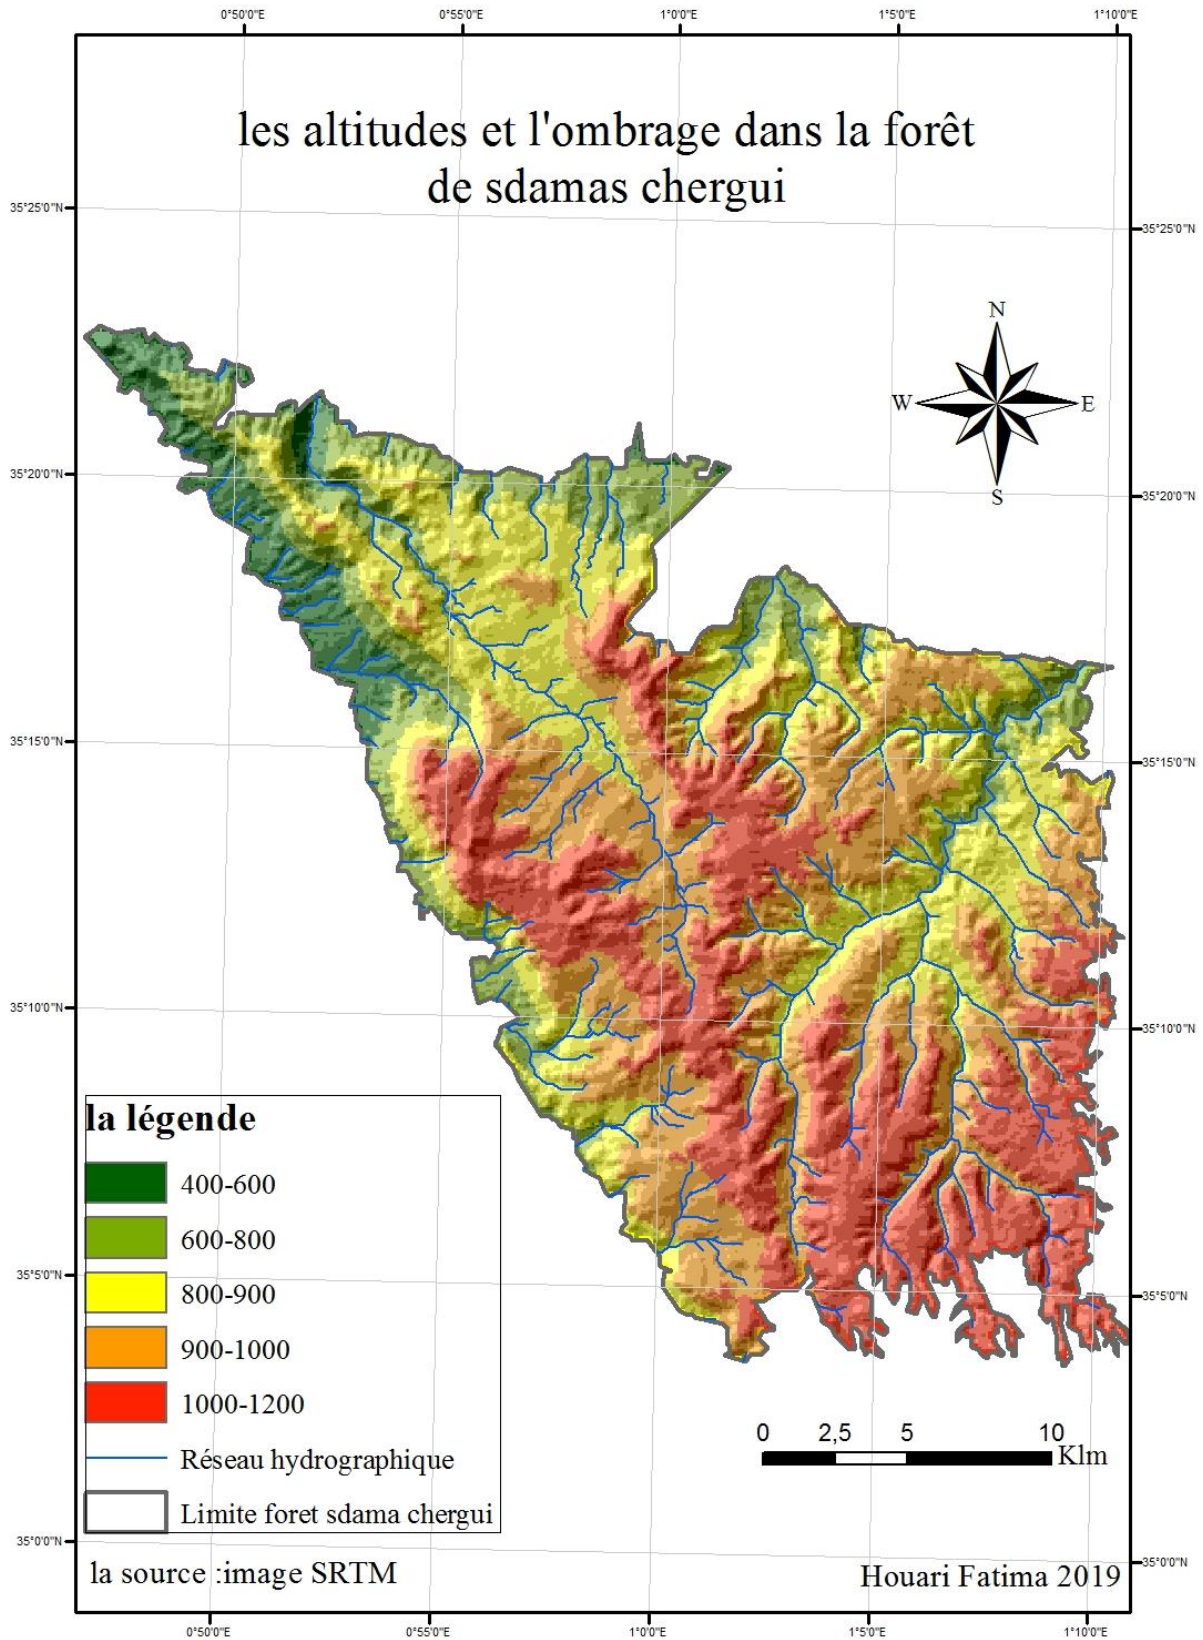 0°50'0"E 0°55'0"E 1°0'0"E 1°5'0"E 1°10'0"E
les altitudes et l'ombrage dans la forêt
de sdamas chergui
35°25'0"N
35°25'0"N
N
W E
S
35°20'0"N
35°20'0"N
35°15'0"N
35°15'0"N
35°10'0"N
35°10'0"N
la légende
400-600
600-800
800-900
900-1000
1000-1200
Réseau hydrographique
Limite foret sdama chergui
35°5'0"N
35°5'0"N
0 2,5 5 10
Klm
35°0'0"N
35°0'0"N
la source :image SRTM
Houari Fatima 2019
0°50'0"E 0°55'0"E 1°0'0"E 1°5'0"E 1°10'0"E